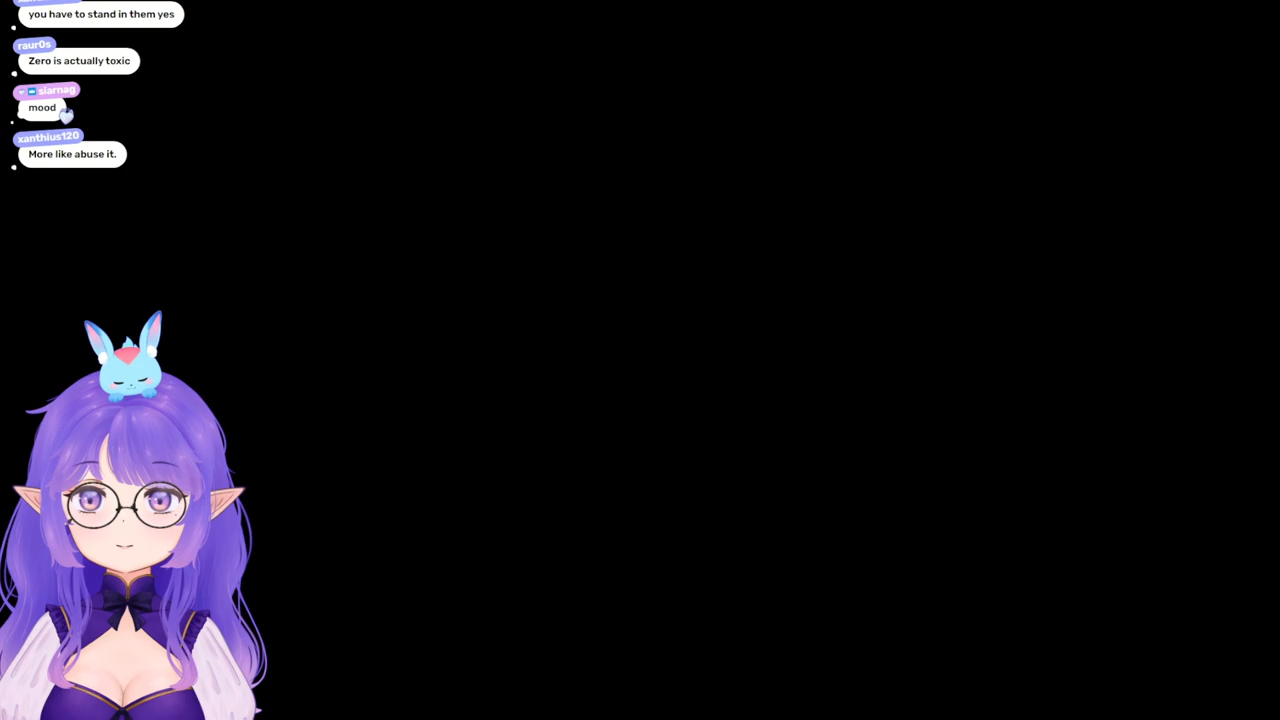 you have to stand in them yes
raur0s
Zero is actually toxic
siarnag
mood
xanthius120
More like abuse it.